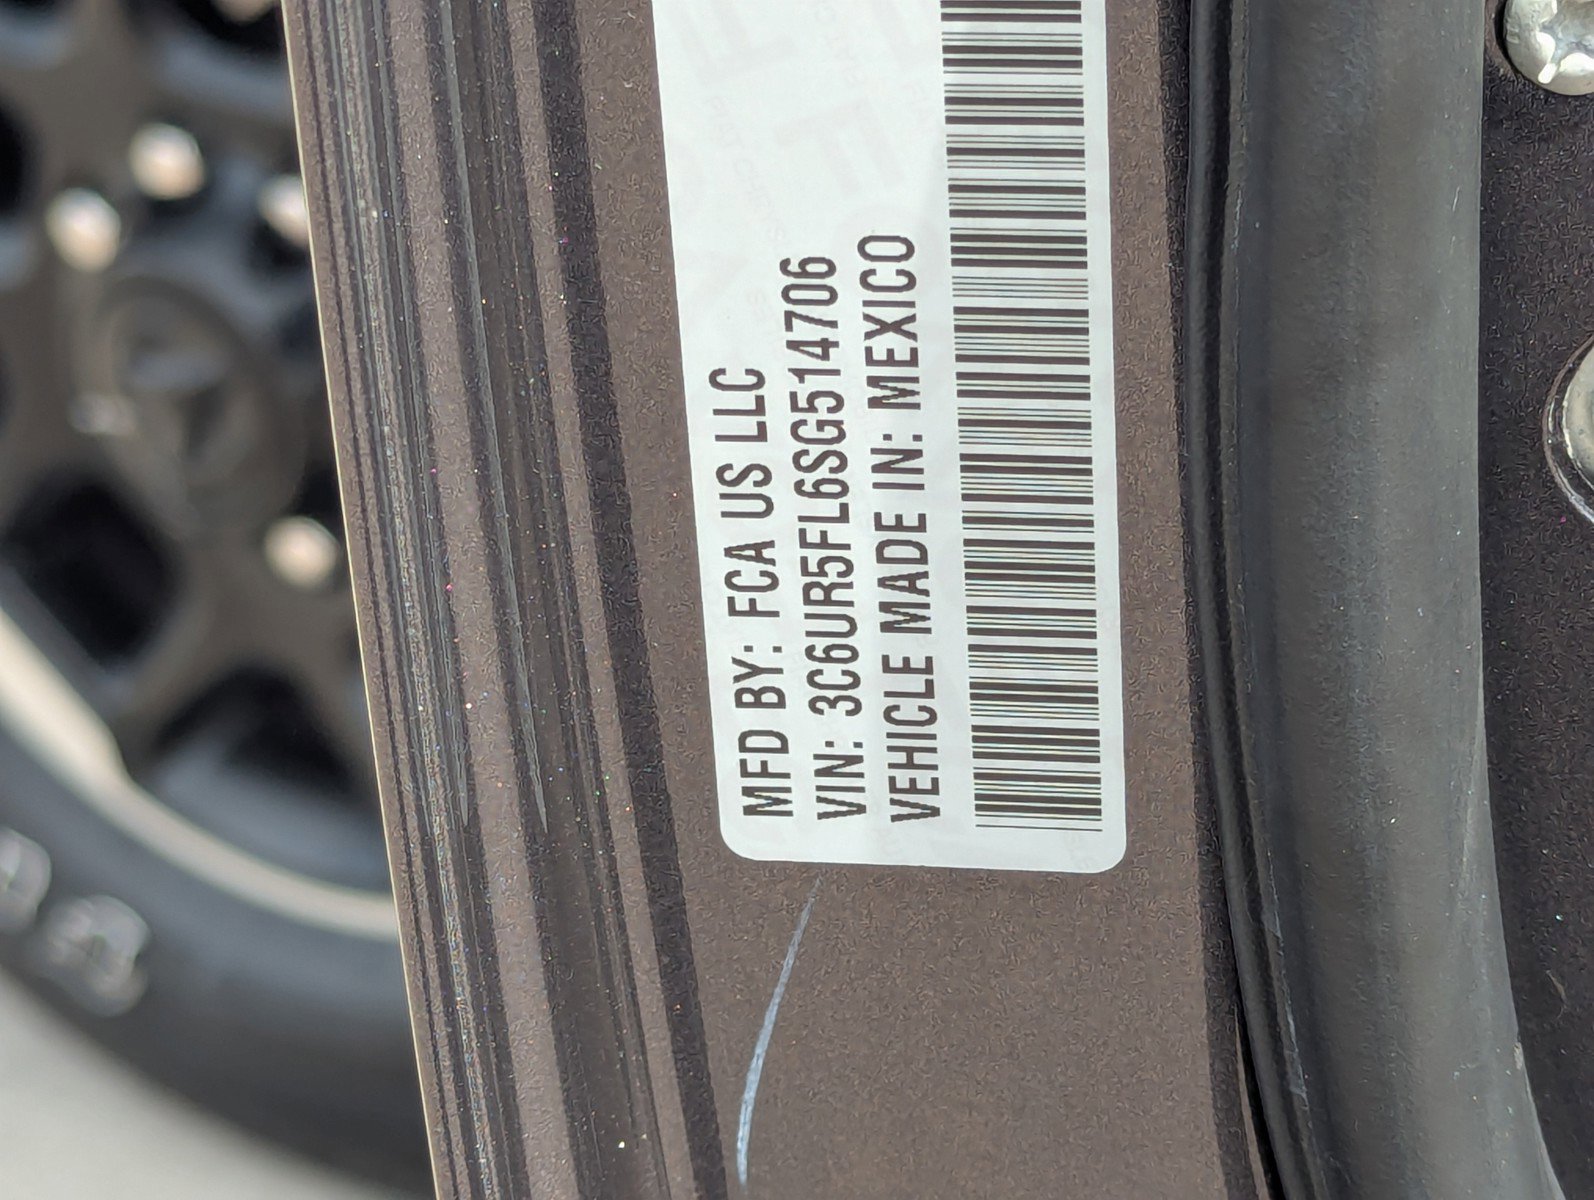 MFD BY: FCA US LLC
VIN: 3C6UR5FL6SG514706
VEHICLE MADE IN: MEXICO